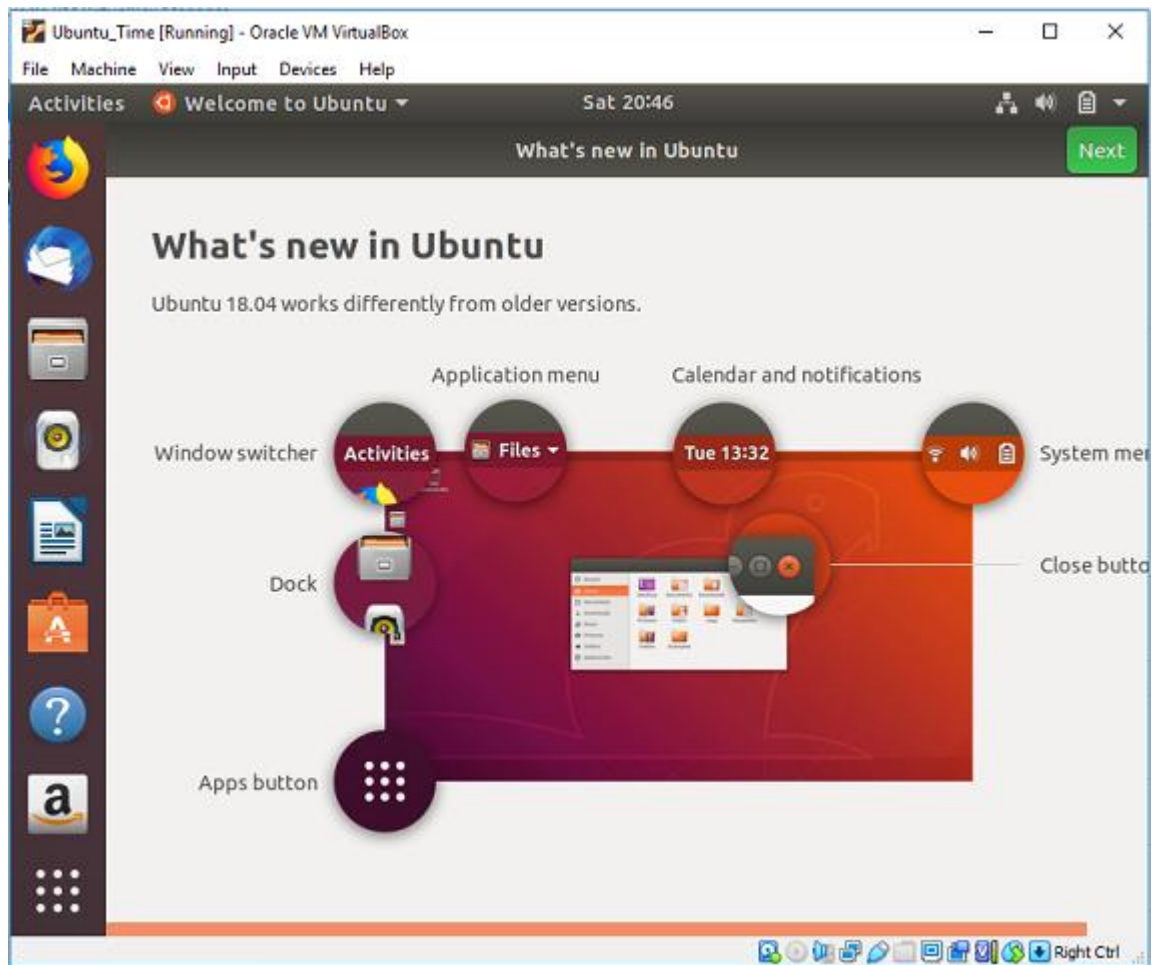 Ubuntu_Time [Running] - Oracle VM VirtualBox
File Machine View Input Devices Help
Activities Welcome to Ubuntu Sat 20:46
What's new in Ubuntu Next
What's new in Ubuntu
Ubuntu 18.04 works differently from older versions.
Application menu Calendar and notifications
Window switcher Activities Files Tue 13:32 System men
Close butto
Dock
Apps button
a
Right Ctrl